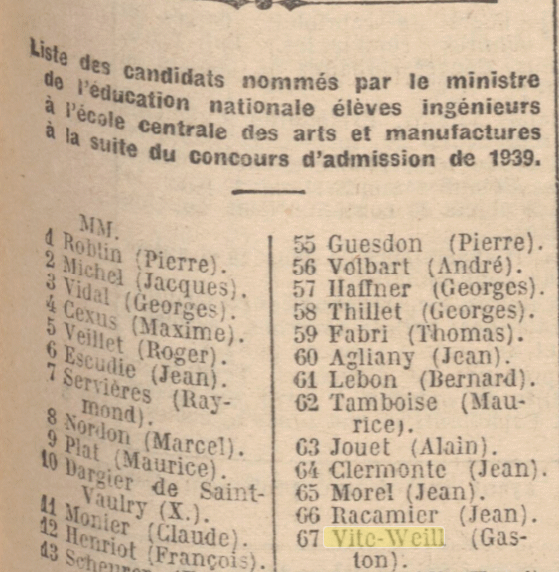 Liste des candidats nommés par le ministre
de l'éducation nationale élèves ingénieurs
à l'école centrale des arts et manufactures
à la suite du concours d'admission de 1939.
MM.
1 Roblin (Pierre).
2 Michel (Jacques).
3 Vidal (Georges).
4 Cexus (Maxime).
5 Veillet (Roger).
6 Escudie (Jean).
7 Servières (Ray-
mond).
8 Nordon (Marcel).
9 Plat (Maurice).
10 Dargier de Saint-
Vaulry (X.).
11 Monier (Claude).
12 Henriot (François).
13
55 Guesdon (Pierre).
56 Volbart (André).
57 Haffner (Georges).
58 Thillet (Georges).
59 Fabri (Thomas).
60 Agliany (Jean).
61 Lebon (Bernard).
62 Tamboise (Mau-
rice).
63 Jouet (Alain).
64 Clermonte (Jean).
65 Morel (Jean).
66 Racamier (Jean).
67 Vite-Weill (Gas-
ton).